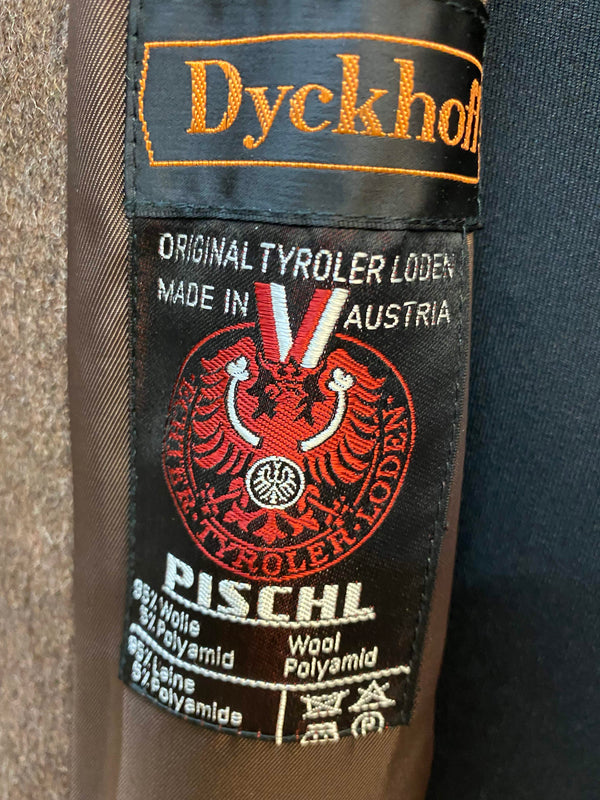 Dyckhoff
ORIGINAL TYROLER LODEN
MADE IN AUSTRIA
ECHTER · TYROLER · LODEN ·
PISCHL
95% Wolle Wool
5% Polyamid Polyamid
95% Laine
5% Polyamide